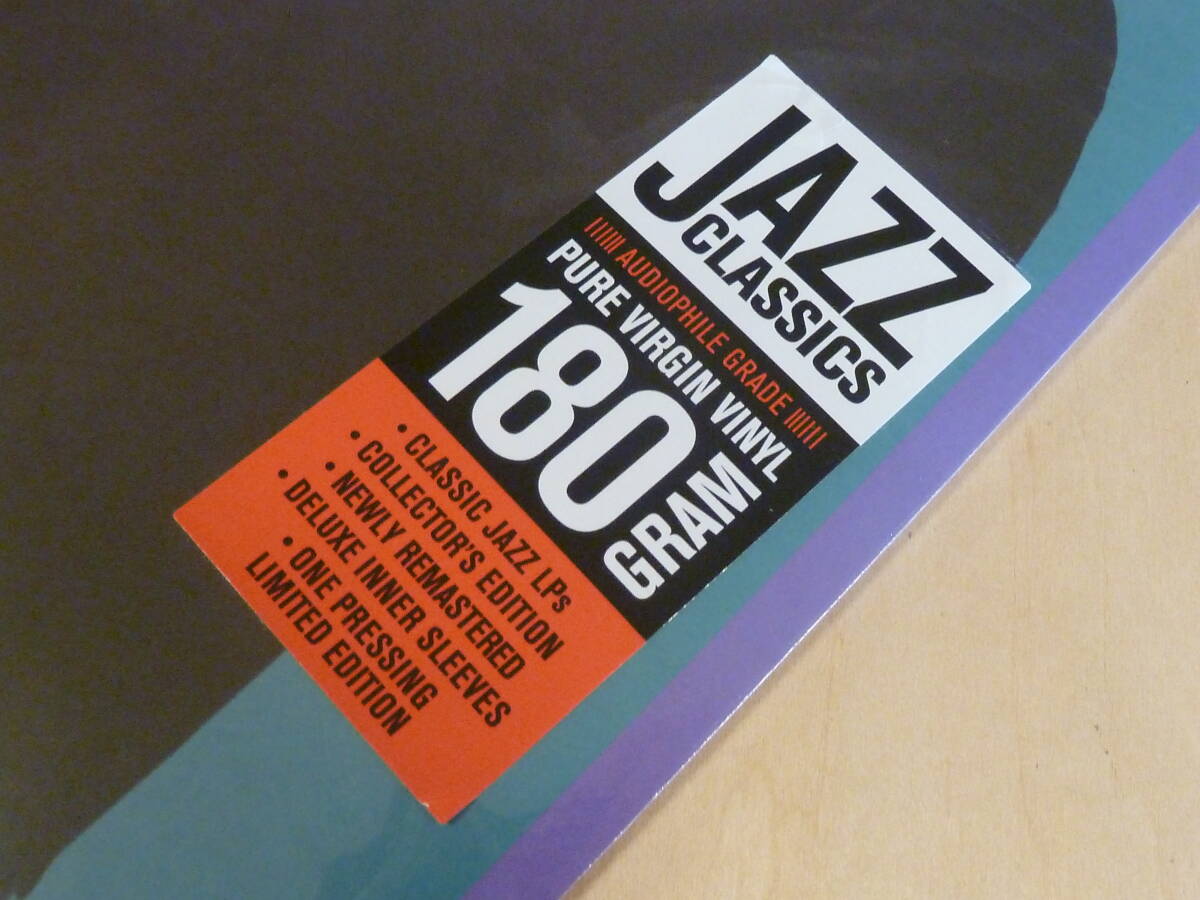 JAZZ
CLASSICS
AUDIOPHILE GRADE
PURE VIRGIN VINYL
180
GRAM
• CLASSIC JAZZ LPs
• COLLECTOR'S EDITION
• NEWLY REMASTERED
• DELUXE INNER SLEEVES
• ONE PRESSING
LIMITED EDITION